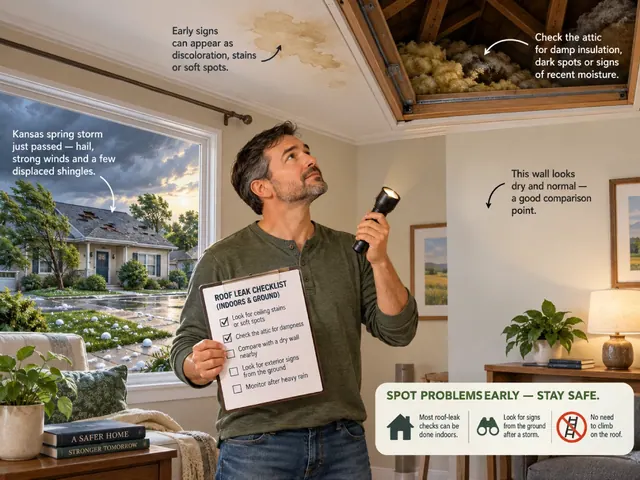 Early signs
can appear as
discoloration, stains
or soft spots.
Check the attic
for damp insulation,
dark spots or signs
of recent moisture.
Kansas spring storm
just passed — hail,
strong winds and a few
displaced shingles.
This wall looks
dry and normal —
a good comparison
point.
ROOF LEAK CHECKLIST
(INDOORS & GROUND)
Look for ceiling stains
or soft spots
Check the attic for dampness
Compare with a dry wall
nearby
Look for exterior signs
from the ground
Monitor after heavy rain
A SAFER HOME
STRONGER TOMORROW
SPOT PROBLEMS EARLY — STAY SAFE.
Most roof-leak
checks can be
done indoors.
Look for signs
from the ground
after a storm.
No need
to climb
on the roof.